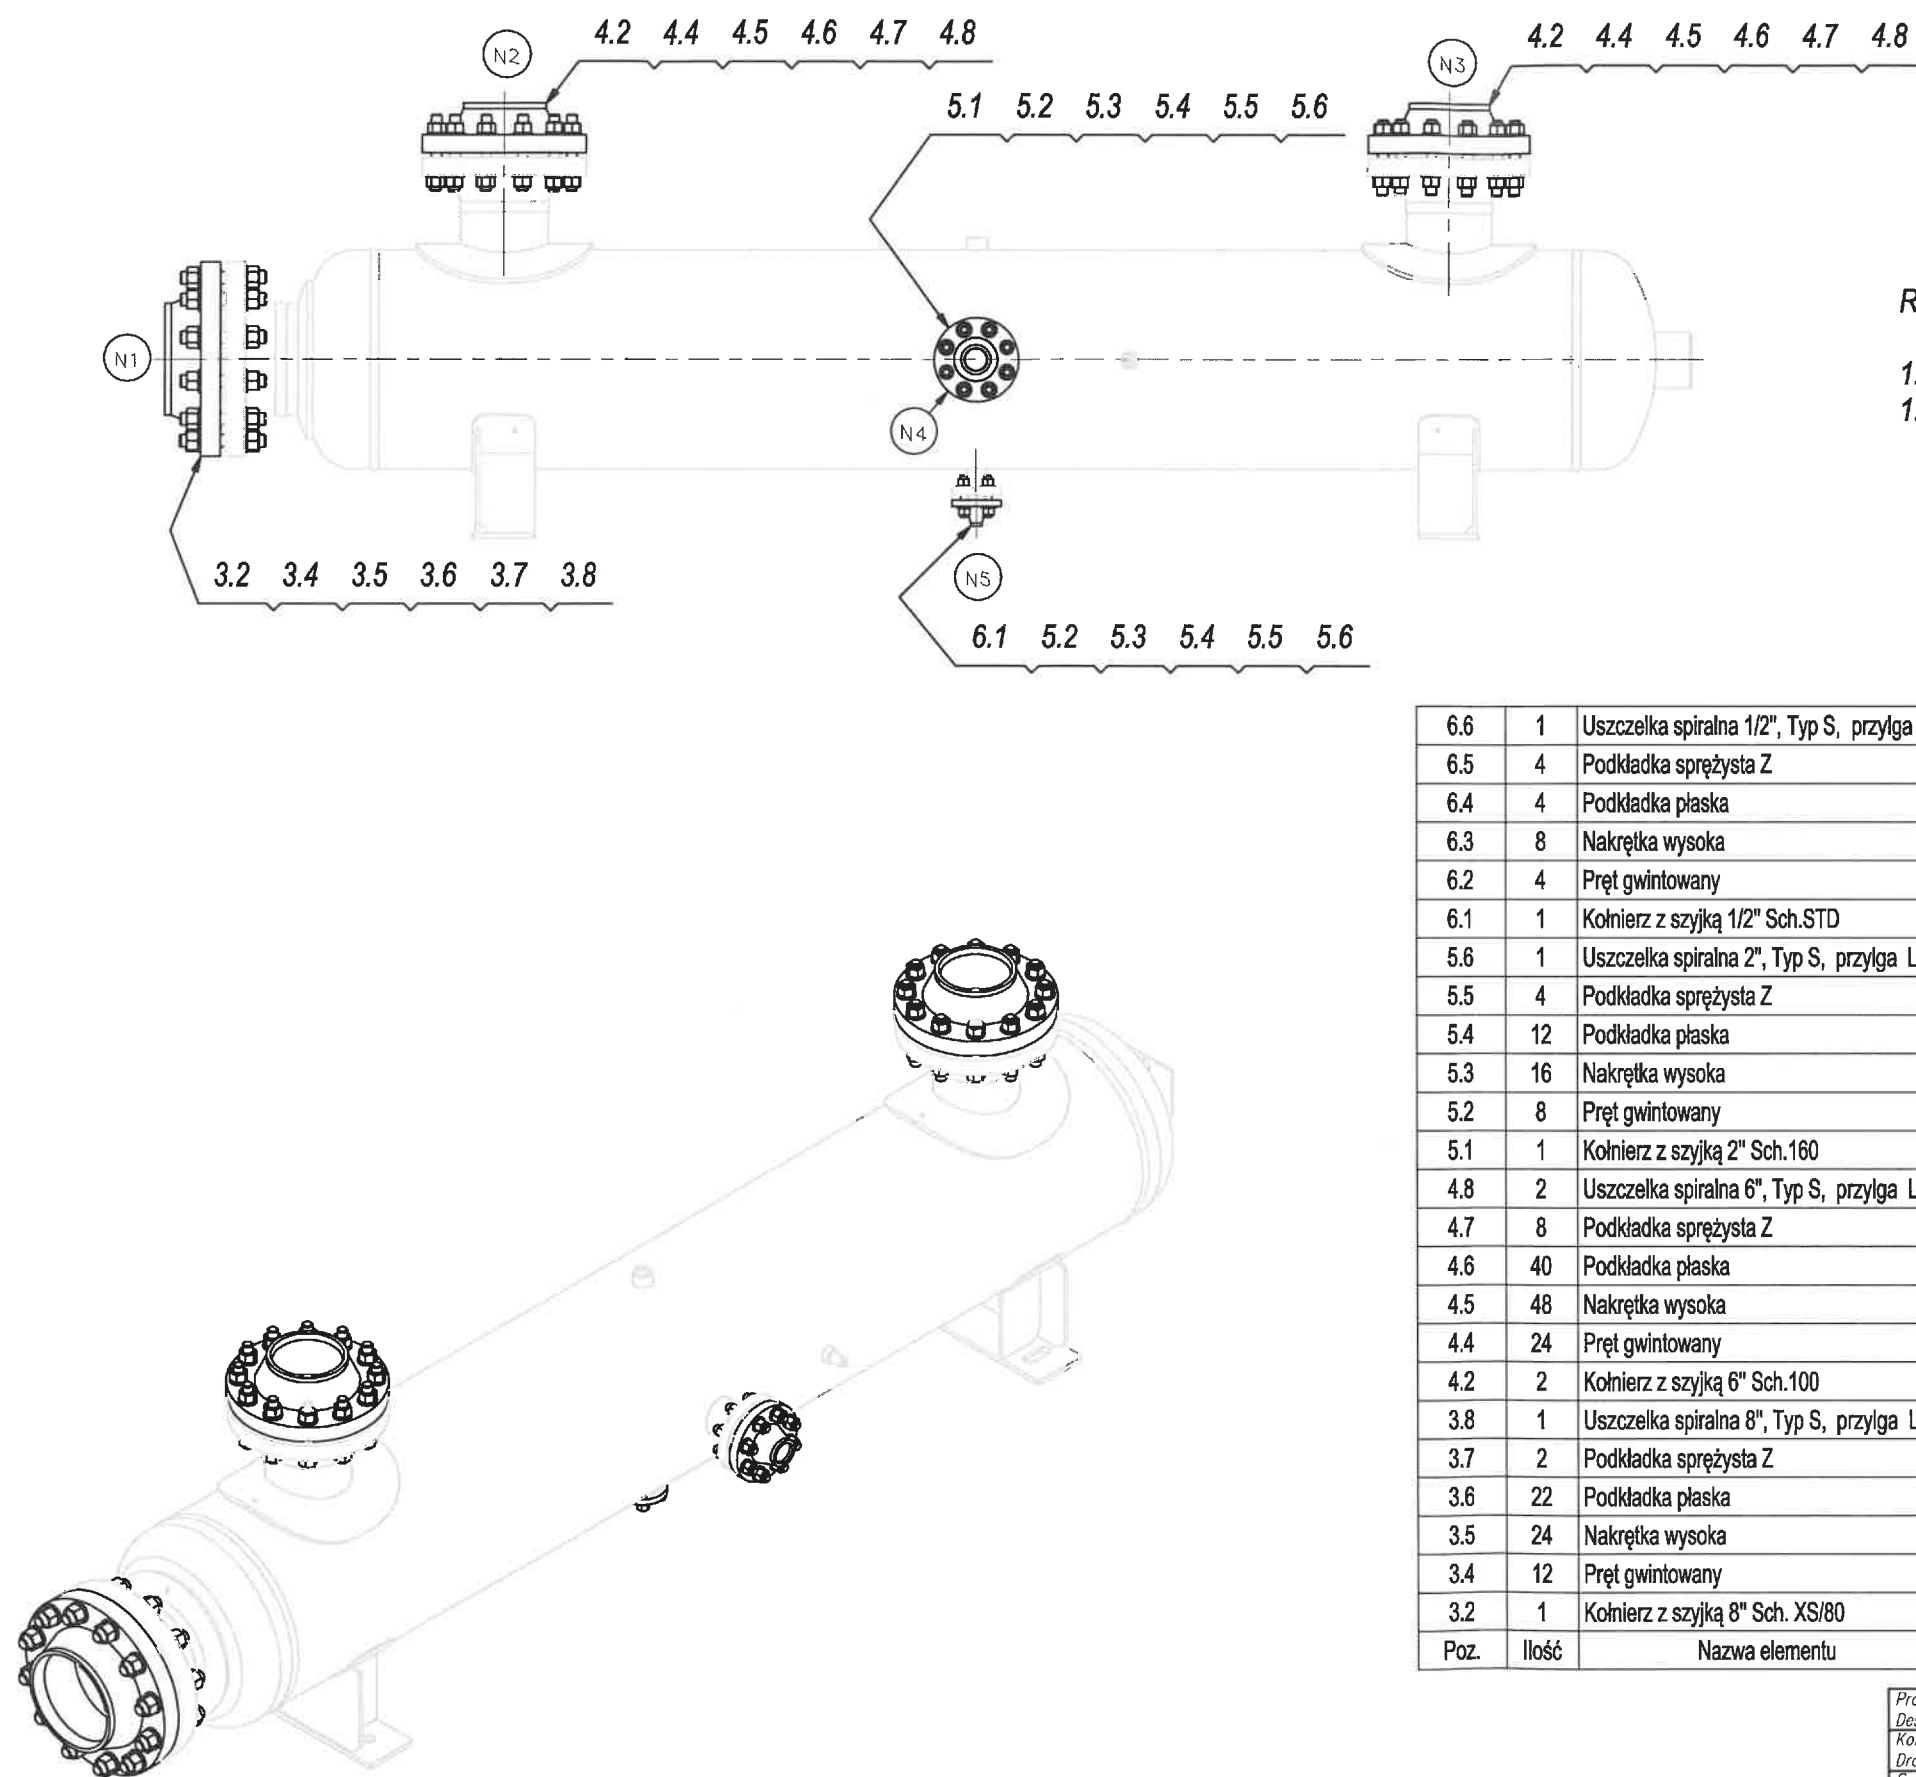 N2
4.2 4.4 4.5 4.6 4.7 4.8
N3
4.2 4.4 4.5 4.6 4.7 4.8
5.1 5.2 5.3 5.4 5.5 5.6
R
N1
1.
1.
N4
3.2 3.4 3.5 3.6 3.7 3.8
N5
6.1 5.2 5.3 5.4 5.5 5.6
6.6 1 Uszczelka spiralna 1/2", Typ S, przylga
6.5 4 Podkładka sprężysta Z
6.4 4 Podkładka płaska
6.3 8 Nakrętka wysoka
6.2 4 Pręt gwintowany
6.1 1 Kołnierz z szyjką 1/2" Sch.STD
5.6 1 Uszczelka spiralna 2", Typ S, przylga L
5.5 4 Podkładka sprężysta Z
5.4 12 Podkładka płaska
5.3 16 Nakrętka wysoka
5.2 8 Pręt gwintowany
5.1 1 Kołnierz z szyjką 2" Sch.160
4.8 2 Uszczelka spiralna 6", Typ S, przylga L
4.7 8 Podkładka sprężysta Z
4.6 40 Podkładka płaska
4.5 48 Nakrętka wysoka
4.4 24 Pręt gwintowany
4.2 2 Kołnierz z szyjką 6" Sch.100
3.8 1 Uszczelka spiralna 8", Typ S, przylga L
3.7 2 Podkładka sprężysta Z
3.6 22 Podkładka płaska
3.5 24 Nakrętka wysoka
3.4 12 Pręt gwintowany
3.2 1 Kołnierz z szyjką 8" Sch. XS/80
Poz. Ilość Nazwa elementu
Pro
Des
Ko
Dra